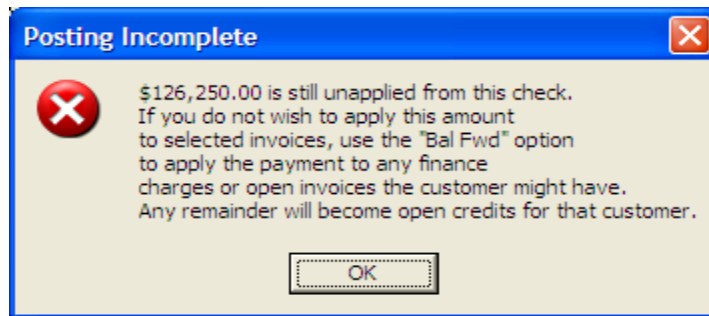 Posting Incomplete
$126,250.00 is still unapplied from this check.
If you do not wish to apply this amount
to selected invoices, use the "Bal Fwd" option
to apply the payment to any finance
charges or open invoices the customer might have.
Any remainder will become open credits for that customer.
OK